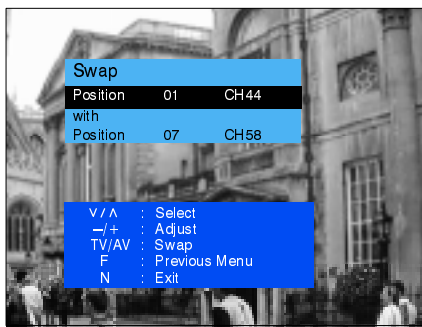 Swap
Position 01 CH44
with
Position 07 CH58
∨/∧ : Select
–/+ : Adjust
TV/AV : Swap
F : Previous Menu
N : Exit